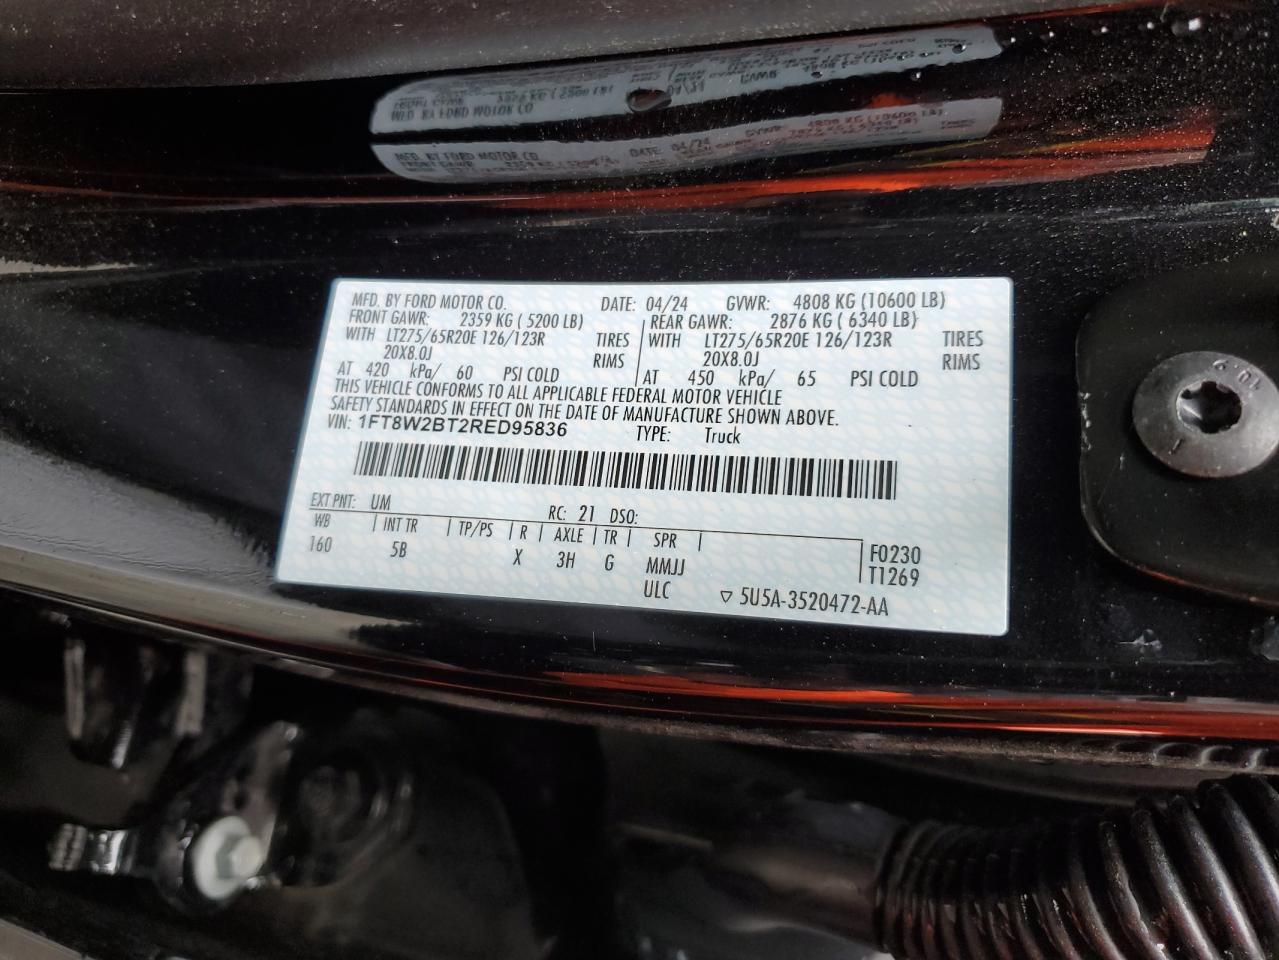 MFD. BY FORD MOTOR CO. DATE: 04/24 GVWR: 4808 KG (10600 LB)
FRONT GAWR: 2359 KG ( 5200 LB) REAR GAWR: 2876 KG ( 6340 LB)
WITH LT275/65R20E 126/123R TIRES WITH LT275/65R20E 126/123R TIRES
20X8.0J RIMS 20X8.0J RIMS
AT 420 kPa/ 60 PSI COLD AT 450 kPa/ 65 PSI COLD
THIS VEHICLE CONFORMS TO ALL APPLICABLE FEDERAL MOTOR VEHICLE
SAFETY STANDARDS IN EFFECT ON THE DATE OF MANUFACTURE SHOWN ABOVE.
VIN: 1FT8W2BT2RED95836 TYPE: Truck
EXT PNT: UM RC: 21 DSO:
WB INT TR TP/PS R AXLE TR SPR
160 5B X 3H G MMJJ F0230
ULC T1269
▽ 5U5A-3520472-AA
10.9